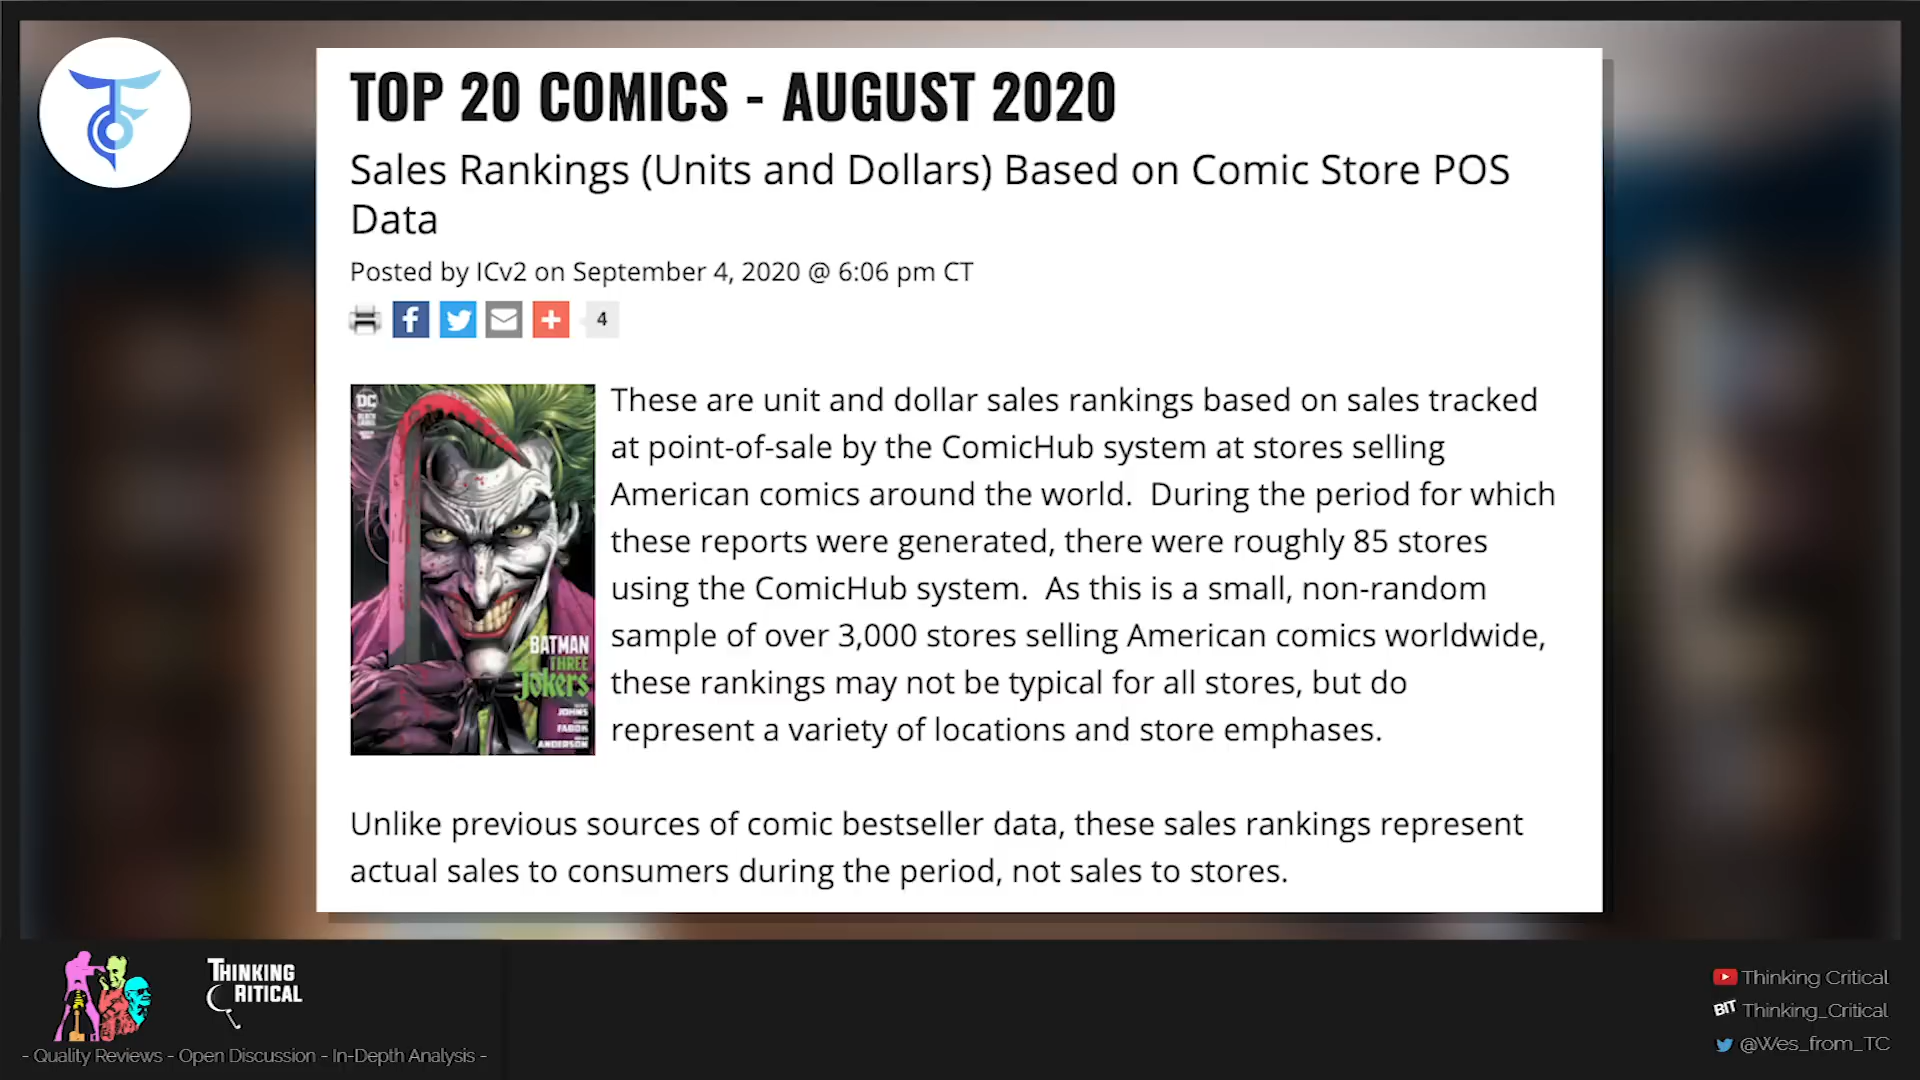 TOP 20 COMICS - AUGUST 2020
Sales Rankings (Units and Dollars) Based on Comic Store POS
Data
Posted by ICv2 on September 4, 2020 @ 6:06 pm CT
4
DC
BATMAN
THREE
JOKERS
JOHNS
FABOK
ANDERSON
These are unit and dollar sales rankings based on sales tracked
at point-of-sale by the ComicHub system at stores selling
American comics around the world.  During the period for which
these reports were generated, there were roughly 85 stores
using the ComicHub system.  As this is a small, non-random
sample of over 3,000 stores selling American comics worldwide,
these rankings may not be typical for all stores, but do
represent a variety of locations and store emphases.
Unlike previous sources of comic bestseller data, these sales rankings represent
actual sales to consumers during the period, not sales to stores.
THINKING
CRITICAL
- Quality Reviews - Open Discussion - In-Depth Analysis -
Thinking Critical
BIT Thinking_Critical
@Wes_from_TC